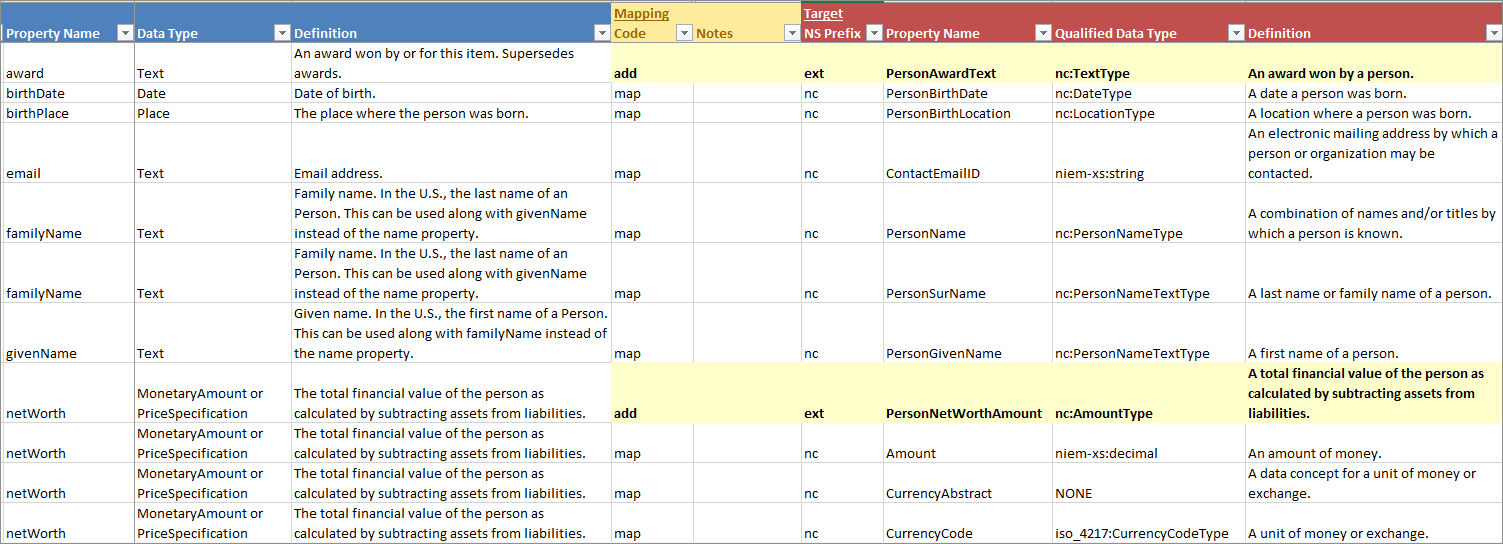 Mapping Target
Property Name Data Type Definition Code Notes NS Prefix Property Name Qualified Data Type Definition
An award won by or for this item. Supersedes
award Text awards. add ext PersonAwardText nc:TextType An award won by a person.
birthDate Date Date of birth. map nc PersonBirthDate nc:DateType A date a person was born.
birthPlace Place The place where the person was born. map nc PersonBirthLocation nc:LocationType A location where a person was born.
An electronic mailing address by which a
person or organization may be
email Text Email address. map nc ContactEmailID niem-xs:string contacted.
Family name. In the U.S., the last name of an
Person. This can be used along with givenName A combination of names and/or titles by
familyName Text instead of the name property. map nc PersonName nc:PersonNameType which a person is known.
Family name. In the U.S., the last name of an
Person. This can be used along with givenName
familyName Text instead of the name property. map nc PersonSurName nc:PersonNameTextType A last name or family name of a person.
Given name. In the U.S., the first name of a Person.
This can be used along with familyName instead of
givenName Text the name property. map nc PersonGivenName nc:PersonNameTextType A first name of a person.
A total financial value of the person as
MonetaryAmount or The total financial value of the person as calculated by subtracting assets from
netWorth PriceSpecification calculated by subtracting assets from liabilities. add ext PersonNetWorthAmount nc:AmountType liabilities.
MonetaryAmount or The total financial value of the person as
netWorth PriceSpecification calculated by subtracting assets from liabilities. map nc Amount niem-xs:decimal An amount of money.
MonetaryAmount or The total financial value of the person as A data concept for a unit of money or
netWorth PriceSpecification calculated by subtracting assets from liabilities. map nc CurrencyAbstract NONE exchange.
MonetaryAmount or The total financial value of the person as
netWorth PriceSpecification calculated by subtracting assets from liabilities. map nc CurrencyCode iso_4217:CurrencyCodeType A unit of money or exchange.